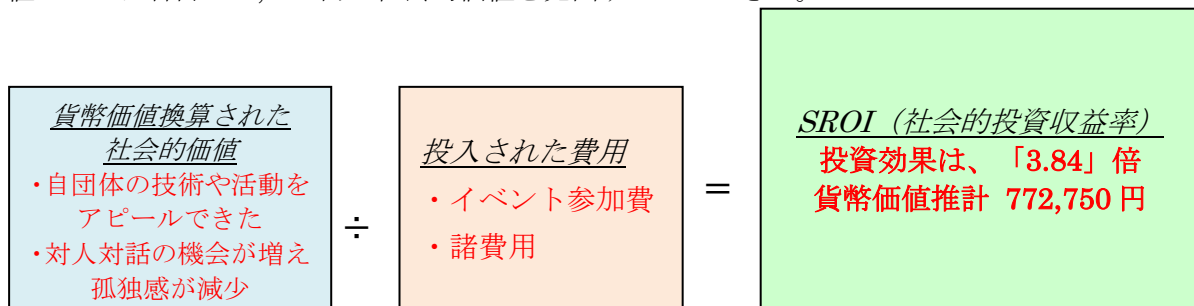 貨幣価値換算された
社会的価値
・自団体の技術や活動を
アピールできた
・対人対話の機会が増え
孤独感が減少
÷
投入された費用
・イベント参加費
・諸費用
＝
SROI（社会的投資収益率）
投資効果は、「3.84」倍
貨幣価値推計 772,750 円